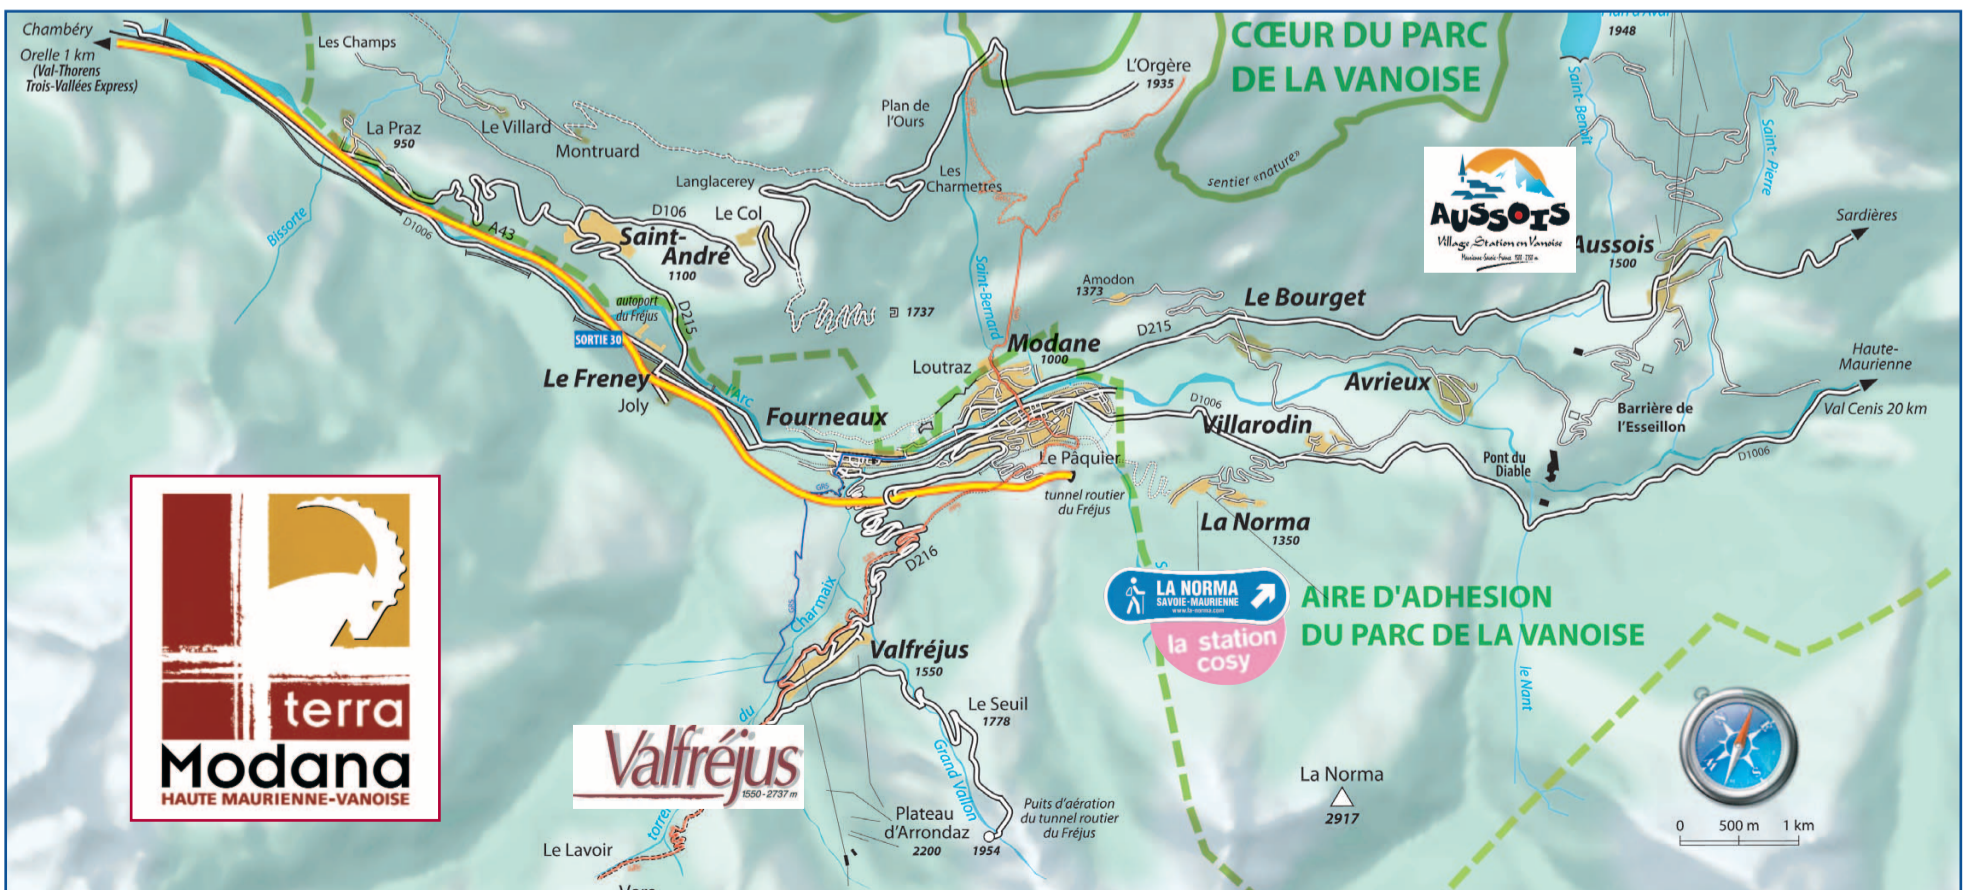 Chambéry
Orelle 1 km
(Val-Thorens
Trois-Vallées Express)
Les Champs
La Praz
950
Le Villard
Montruard
Bissorte
D1006
A43
D106
Saint-
André
1100
Langlacerey
Le Col
Plan de
l'Ours
Les
Charmettes
L'Orgère
1935
CŒUR DU PARC
DE LA VANOISE
sentier «nature»
1948
Saint-Benoît
Saint-Pierre
AUSSOIS
Village Station en Vanoise
Aussois
1500
Sardières
autoport
du Fréjus
SORTIE 30
D215
1737
Saint-Bernard
Amodon
1373
Le Bourget
D215
Modane
1000
Loutraz
Le Freney
Joly
l'Arc
Fourneaux
D1006
Villarodin
Avrieux
Haute-
Maurienne
Val Cenis 20 km
Barrière de
l'Esseillon
D1006
Pont du
Diable
Le Pâquier
tunnel routier
du Fréjus
GR5
La Norma
1350
D216
GR5
Charmaix
LA NORMA
SAVOIE-MAURIENNE
www.la-norma.com
la station
cosy
AIRE D'ADHESION
DU PARC DE LA VANOISE
terra
Modana
HAUTE MAURIENNE-VANOISE
Valfréjus
1550
Le Seuil
1778
du
Valfréjus
1550-2737 m
Grand Vallon
le Nant
Plateau
d'Arrondaz
2200
1954
Puits d'aération
du tunnel routier
du Fréjus
La Norma
2917
Le Lavoir
N
E
S
0 500 m 1 km